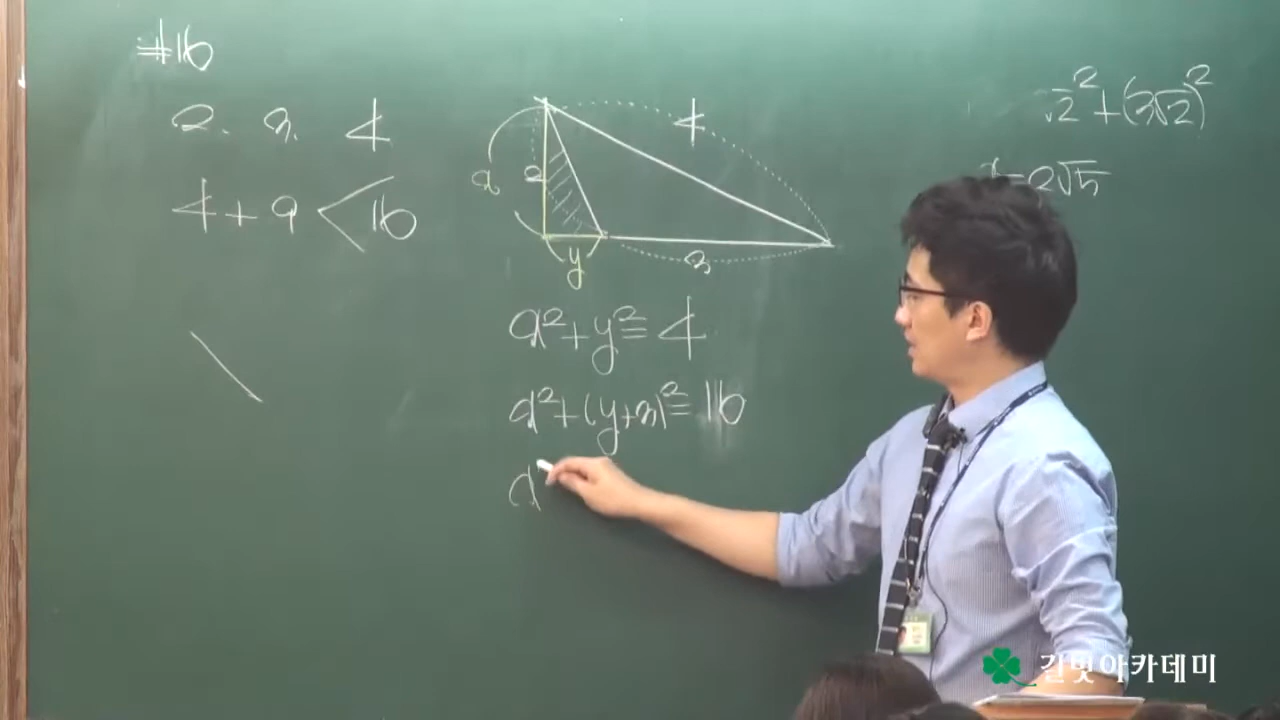 #16
2. 3. 4
4+9<16
a
2
4
y
3
a²+y²=4
a²+(y+3)²=16
a
√2²+(3√2)²
=2√5
길벗아카데미